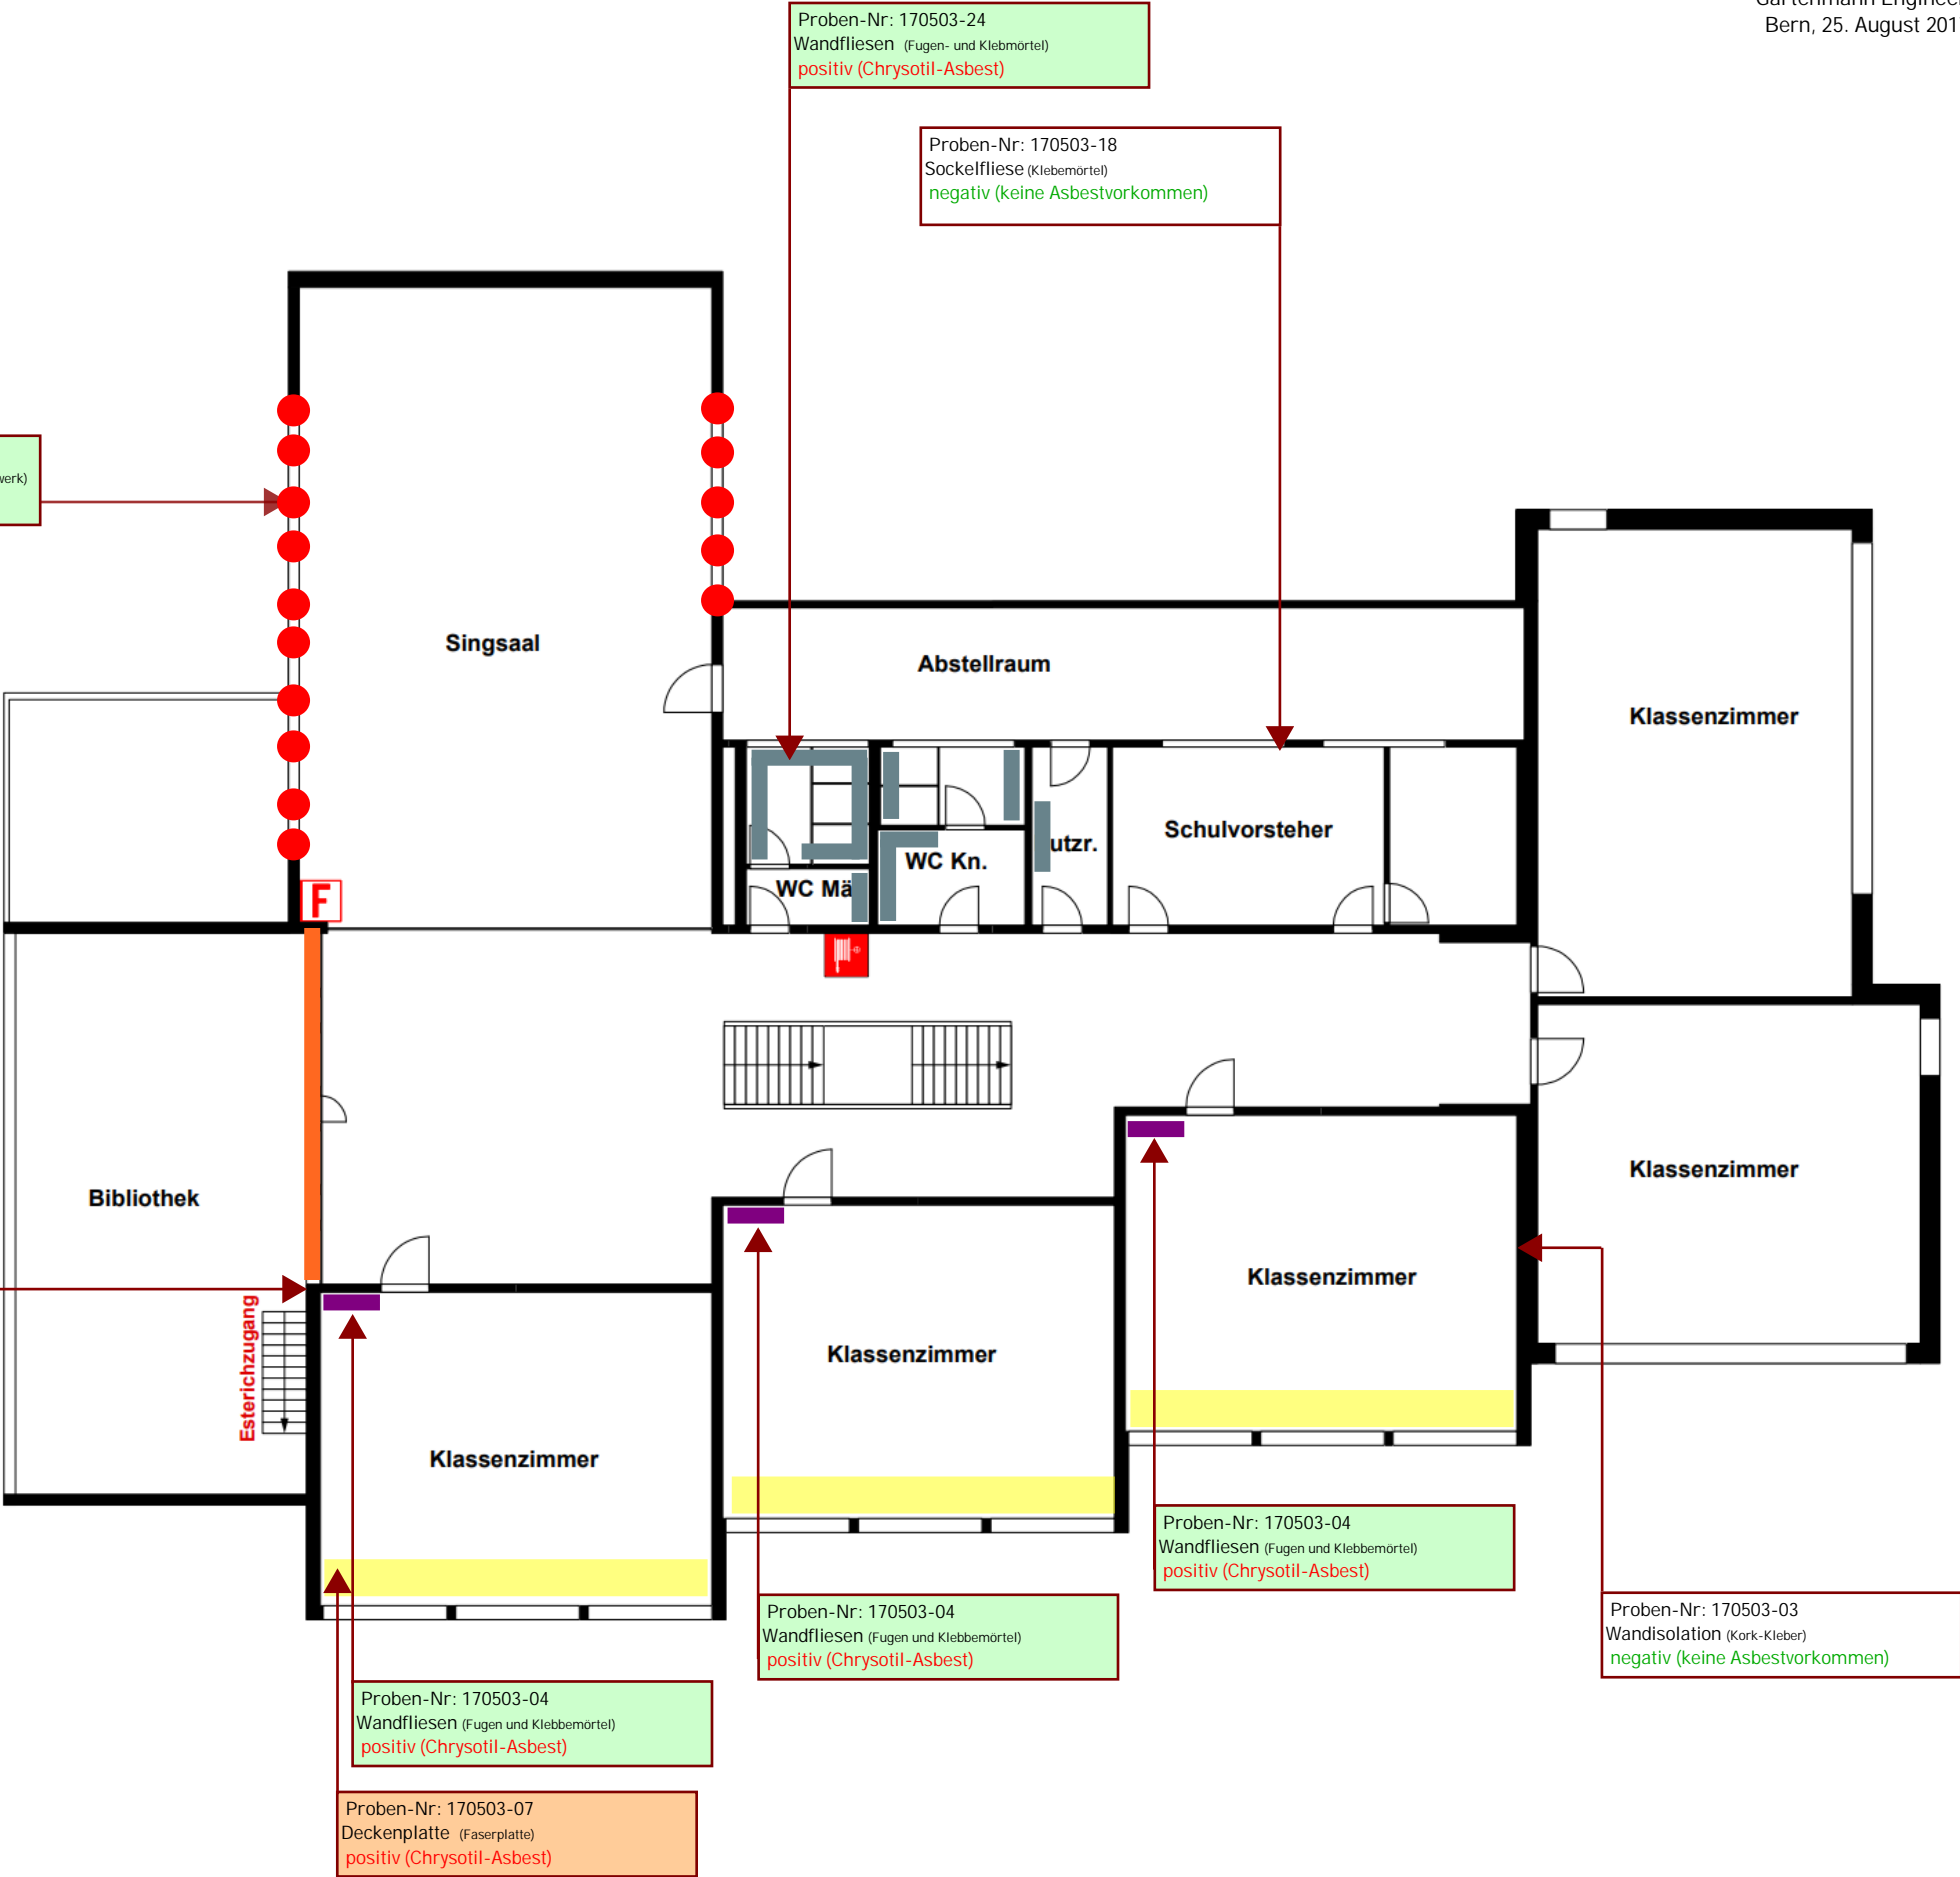 Bern, 25. August 201
Proben-Nr: 170503-24
Wandfliesen (Fugen- und Klebmörtel)
positiv (Chrysotil-Asbest)
Proben-Nr: 170503-18
Sockelfliese (Klebemörtel)
negativ (keine Asbestvorkommen)
werk)
Singsaal
Abstellraum
Klassenzimmer
Schulvorsteher
utzr.
WC Kn.
WC Mä
F
Bibliothek
Klassenzimmer
Klassenzimmer
Klassenzimmer
Esterichzugang
Klassenzimmer
Proben-Nr: 170503-04
Wandfliesen (Fugen und Klebbemörtel)
positiv (Chrysotil-Asbest)
Proben-Nr: 170503-04
Wandfliesen (Fugen und Klebbemörtel)
positiv (Chrysotil-Asbest)
Proben-Nr: 170503-03
Wandisolation (Kork-Kleber)
negativ (keine Asbestvorkommen)
Proben-Nr: 170503-04
Wandfliesen (Fugen und Klebbemörtel)
positiv (Chrysotil-Asbest)
Proben-Nr: 170503-07
Deckenplatte (Faserplatte)
positiv (Chrysotil-Asbest)